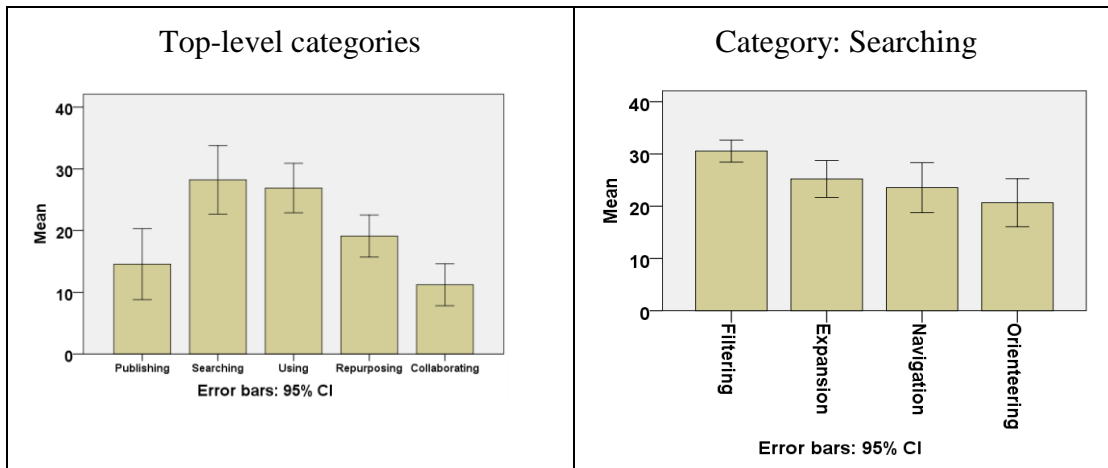 Top-level categories
40
30
20
10
0
Mean
Publishing Searching Using Repurposing Collaborating
Error bars: 95% CI
Category: Searching
40
30
20
10
0
Mean
Filtering
Expansion
Navigation
Orienteering
Error bars: 95% CI